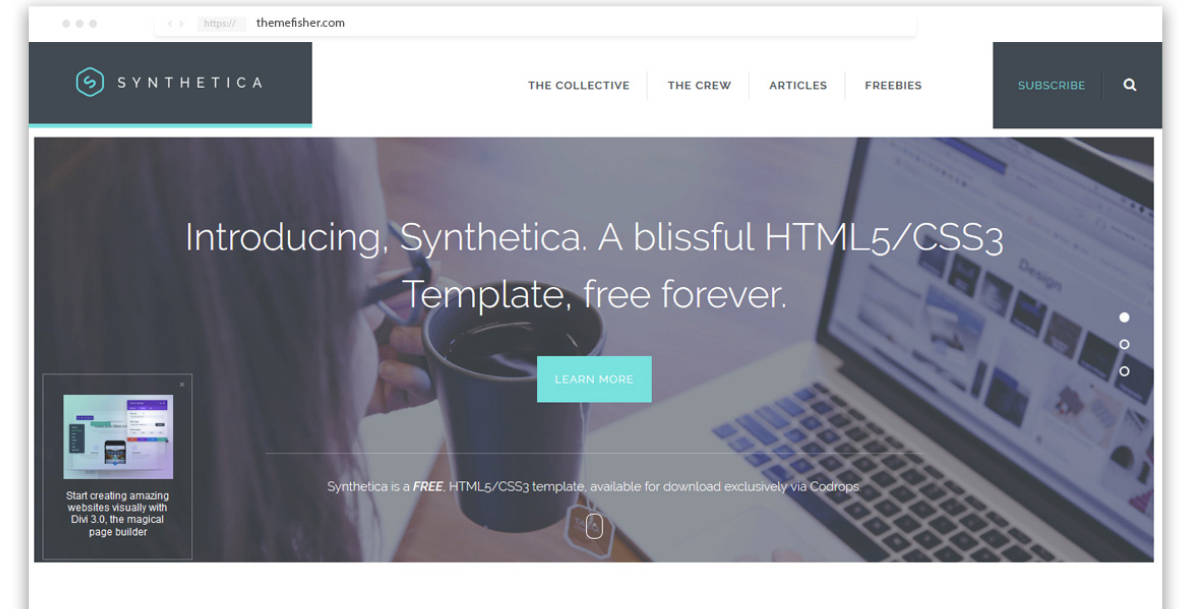 https:// themefisher.com
SYNTHETICA
THE COLLECTIVE THE CREW ARTICLES FREEBIES
SUBSCRIBE
Introducing, Synthetica. A blissful HTML5/CSS3
Template, free forever.
Design
LEARN MORE
Start creating amazing
websites visually with
Divi 3.0, the magical
page builder
Synthetica is a FREE, HTML5/CSS3 template, available for download exclusively via Codrops.